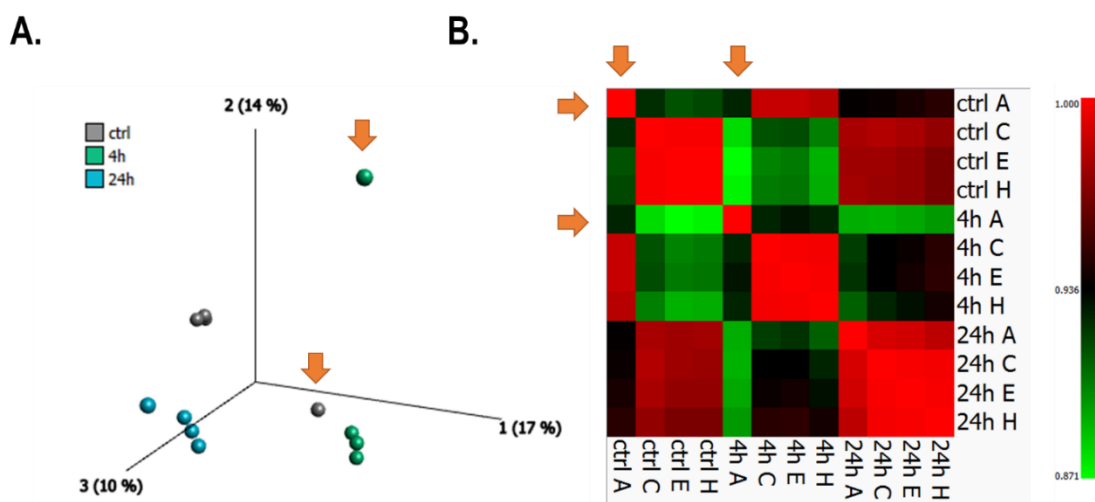 A.
B.
2 (14 %)
ctrl
4h
24h
1 (17 %)
3 (10 %)
ctrl A
ctrl C
ctrl E
ctrl H
4h A
4h C
4h E
4h H
24h A
24h C
24h E
24h H
ctrl A
ctrl C
ctrl E
ctrl H
4h A
4h C
4h E
4h H
24h A
24h C
24h E
24h H
1.000
0.936
0.871